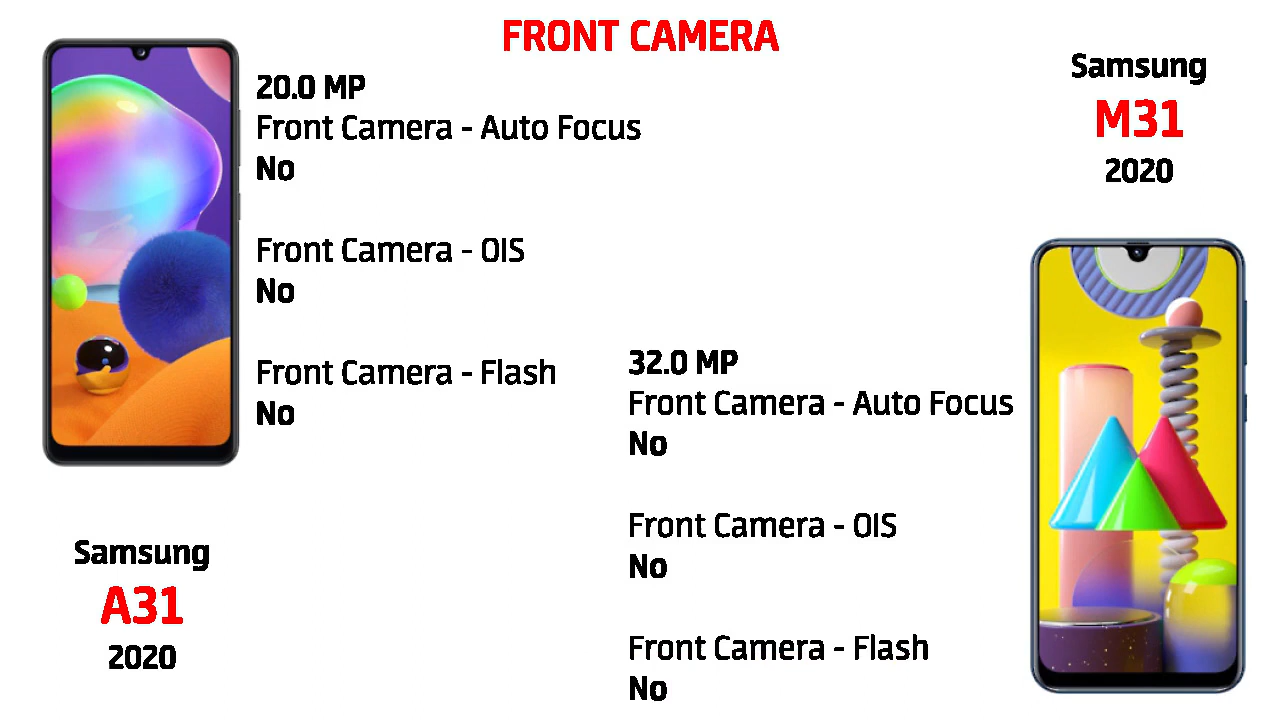 FRONT CAMERA
20.0 MP
Front Camera - Auto Focus
No
Front Camera - OIS
No
Front Camera - Flash
No
Samsung
A31
2020
Samsung
M31
2020
32.0 MP
Front Camera - Auto Focus
No
Front Camera - OIS
No
Front Camera - Flash
No